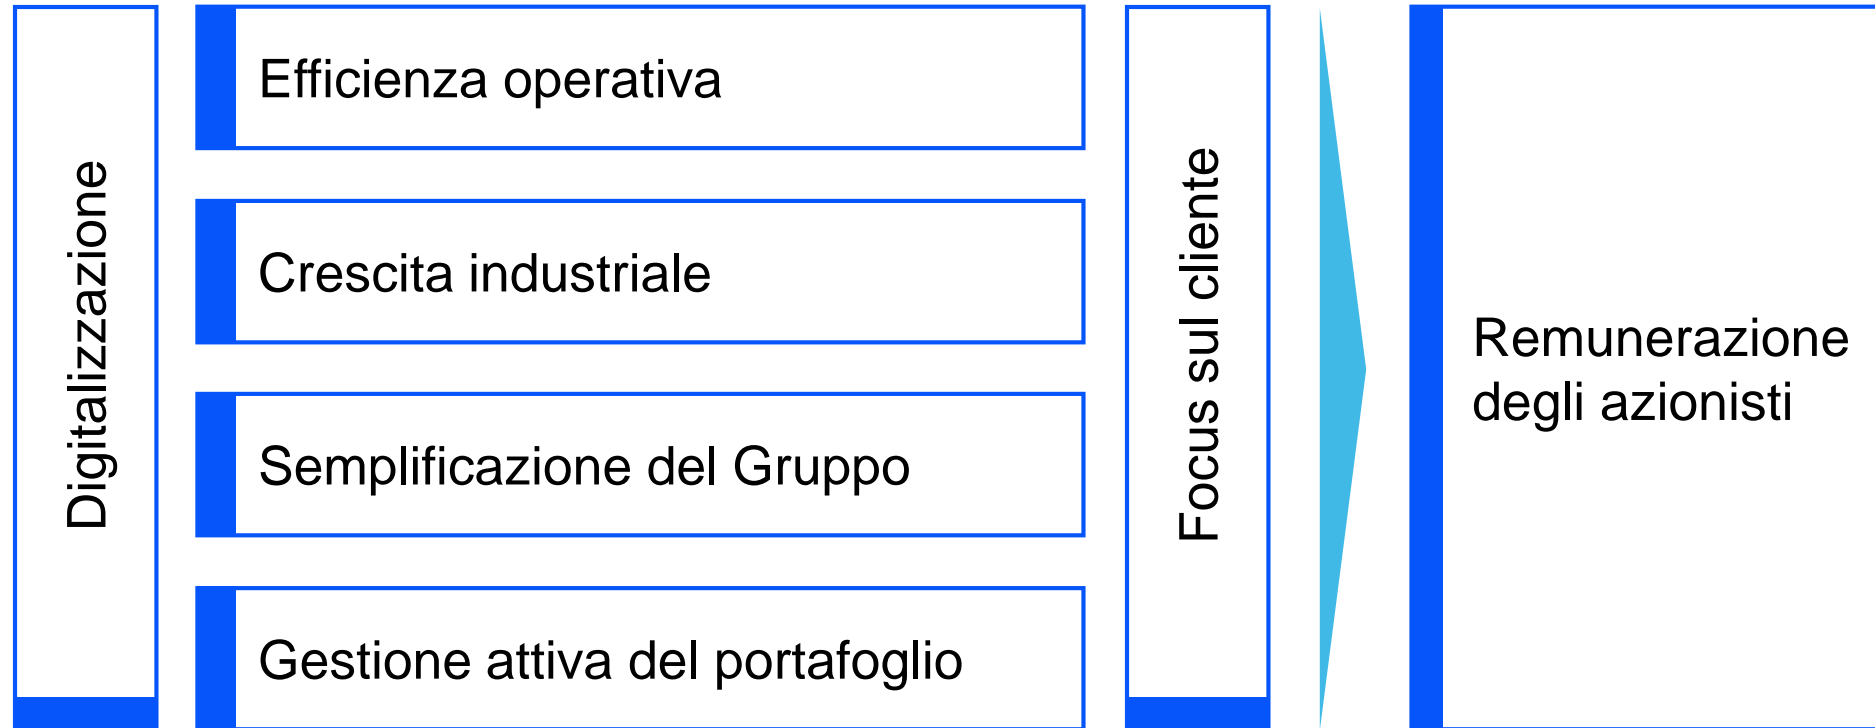 Digitalizzazione
Efficienza operativa
Crescita industriale
Semplificazione del Gruppo
Gestione attiva del portafoglio
Focus sul cliente
Remunerazione
degli azionisti